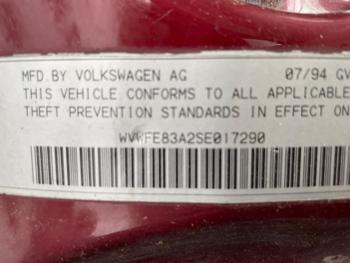 MFD.BY VOLKSWAGEN AG 07/94 GV
THIS VEHICLE CONFORMS TO ALL APPLICABLE
THEFT PREVENTION STANDARDS IN EFFECT ON
WVWFE83A2SE017290